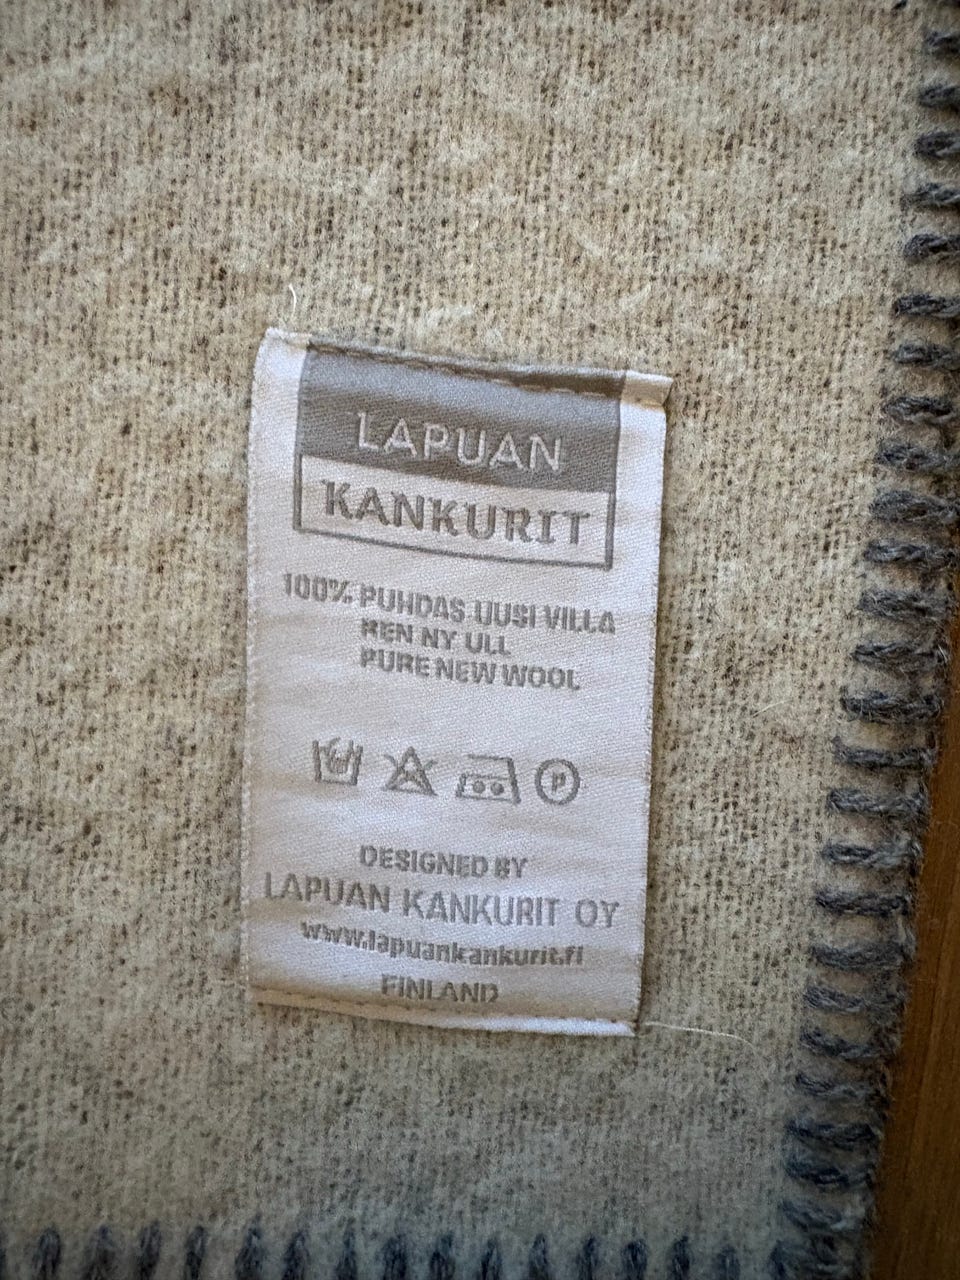 LAPUAN
KANKURIT
100% PUHDAS UUSI VILLA
REN NY ULL
PURE NEW WOOL
P
DESIGNED BY
LAPUAN KANKURIT OY
www.lapuankankurit.fi
FINLAND